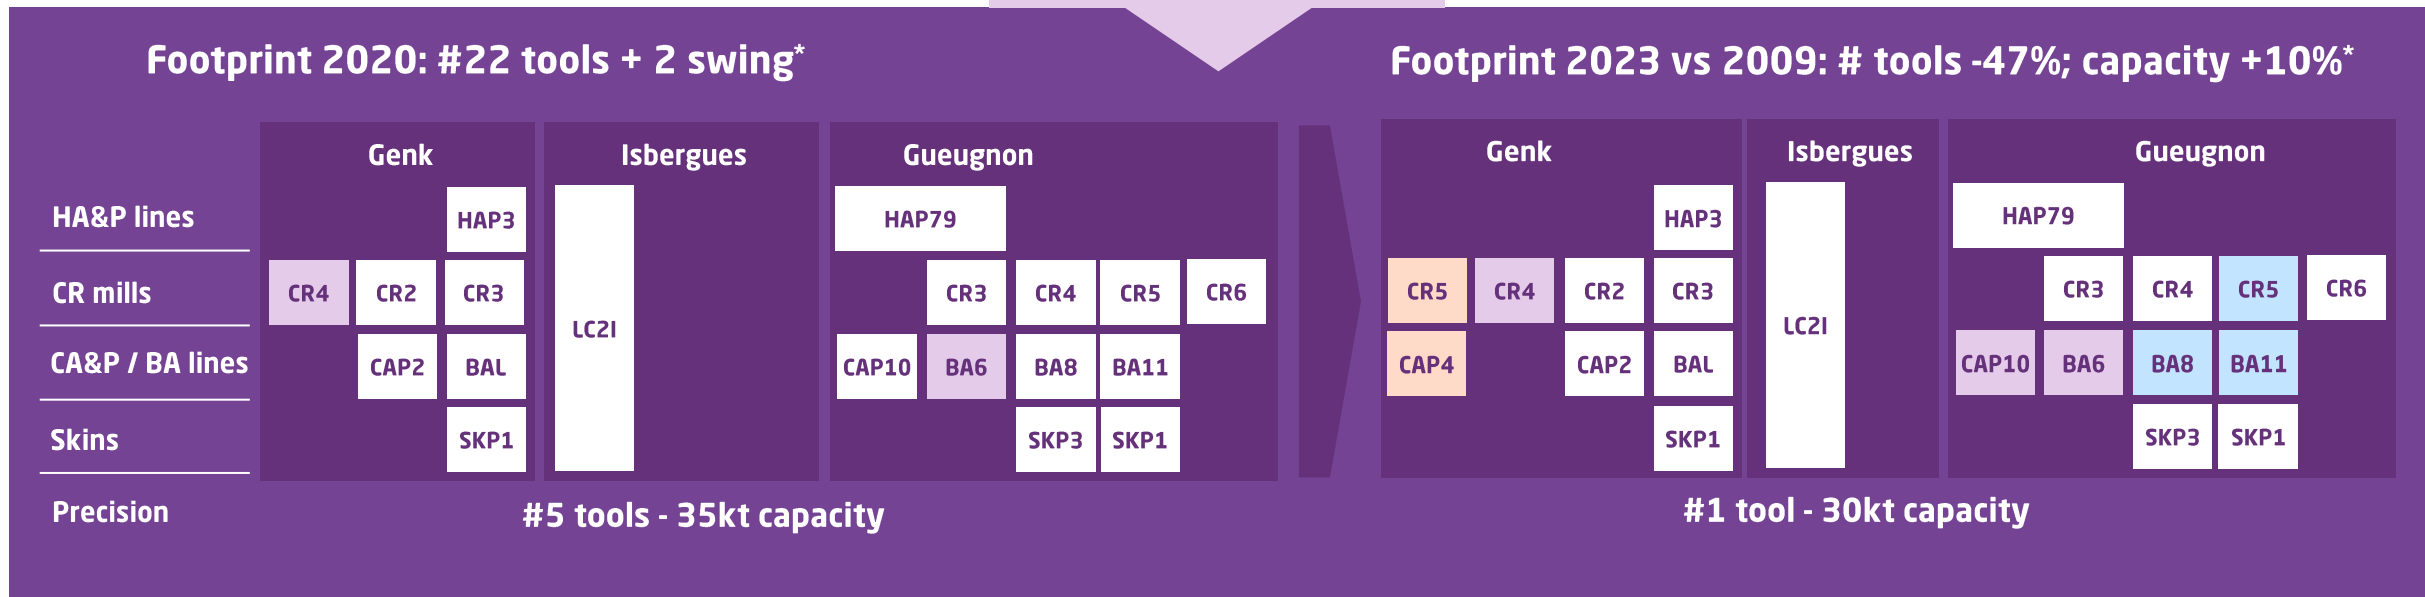 Footprint 2020: #22 tools + 2 swing*
Footprint 2023 vs 2009: # tools -47%; capacity +10%*
Genk
Isbergues
Gueugnon
Genk
Isbergues
Gueugnon
HA&P lines
HAP3
HAP79
HAP3
HAP79
CR mills
CR4
CR2
CR3
CR3
CR4
CR5
CR6
CR5
CR4
CR2
CR3
CR3
CR4
CR5
CR6
LC2I
LC2I
CA&P / BA lines
CAP2
BAL
CAP10
BA6
BA8
BA11
CAP4
CAP2
BAL
CAP10
BA6
BA8
BA11
Skins
SKP1
SKP3
SKP1
SKP1
SKP3
SKP1
Precision
#5 tools - 35kt capacity
#1 tool - 30kt capacity